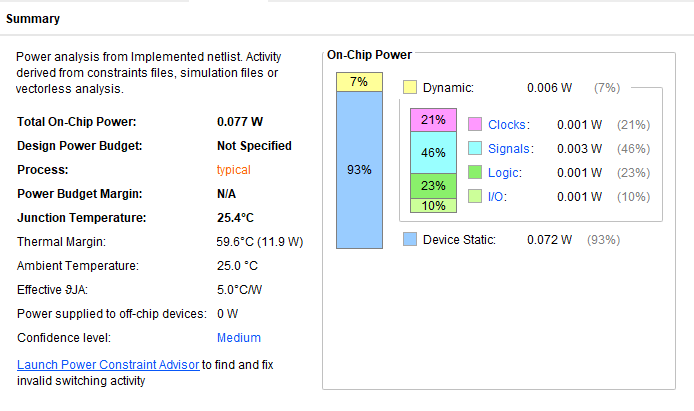 Summary
Power analysis from Implemented netlist. Activity
derived from constraints files, simulation files or
vectorless analysis.
Total On-Chip Power: 0.077 W
Design Power Budget: Not Specified
Process: typical
Power Budget Margin: N/A
Junction Temperature: 25.4°C
Thermal Margin: 59.6°C (11.9 W)
Ambient Temperature: 25.0 °C
Effective ϑJA: 5.0°C/W
Power supplied to off-chip devices: 0 W
Confidence level: Medium
Launch Power Constraint Advisor to find and fix
invalid switching activity
On-Chip Power
7%
93%
Dynamic: 0.006 W (7%)
21%
46%
23%
10%
Clocks: 0.001 W (21%)
Signals: 0.003 W (46%)
Logic: 0.001 W (23%)
I/O: 0.001 W (10%)
Device Static: 0.072 W (93%)